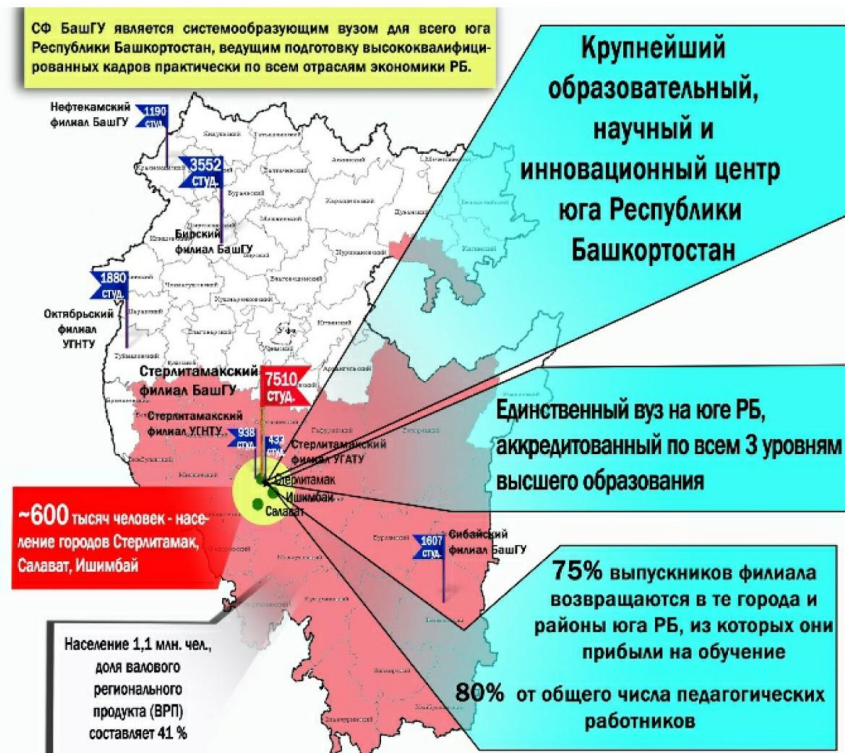 СФ БашГУ является системообразующим вузом для всего юга
Республики Башкортостан, ведущим подготовку высококвалифици-
рованных кадров практически по всем отраслям экономики РБ.
Крупнейший
образовательный,
научный и
инновационный центр
юга Республики
Башкортостан
Нефтекамский
филиал БашГУ
1190
студ.
3552
студ.
Бирский
филиал БашГУ
1880
студ.
Октябрьский
филиал
УГНТУ
Уфа
Туймазинский
Стерлитамакский
филиал БашГУ
7510
студ.
Стерлитамакский
филиал УГНТУ
938
студ.
432
студ.
Стерлитамакский
филиал УГАТУ
Стерлитамак
Ишимбай
Салават
Единственный вуз на юге РБ,
аккредитованный по всем 3 уровням
высшего образования
~600 тысяч человек - насе-
ление городов Стерлитамак,
Салават, Ишимбай
1607
студ.
Сибайский
филиал БашГУ
75% выпускников филиала
возвращаются в те города и
районы юга РБ, из которых они
прибыли на обучение
80% от общего числа педагогических
работников
Население 1,1 млн. чел.,
доля валового
регионального
продукта (ВРП)
составляет 41 %